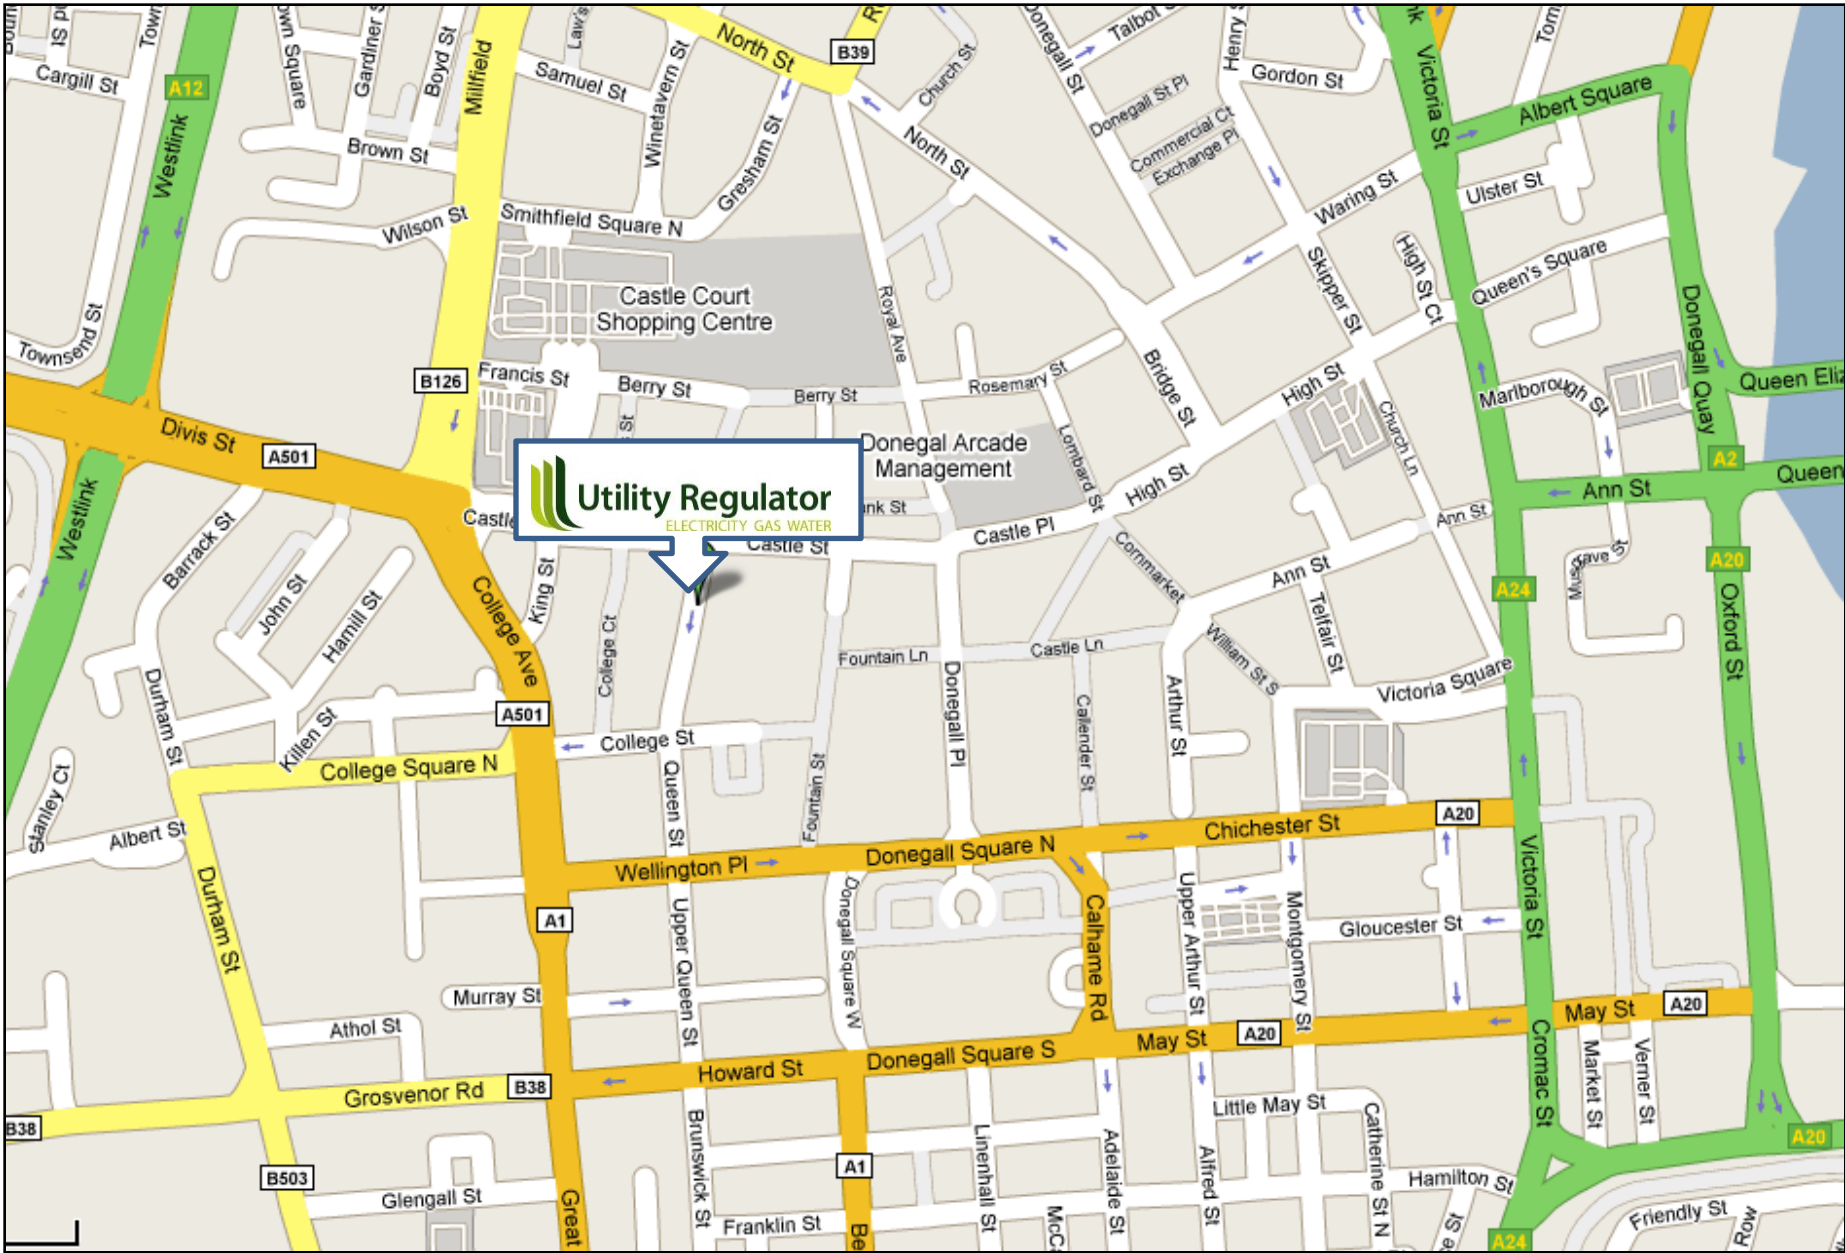 Cargill St
A12
Westlink
Brown Square
Gardiner S
Boyd St
Millfield
Law's
Samuel St
Winetavern St
North St
B39
Church St
Donegall St
Talbot
Henry S
Gordon St
Victoria St
Albert Square
Tom
Brown St
Gresham St
North St
Donegall St Pl
Commercial Ct
Exchange Pl
Waring St
Ulster St
Wilson St
Smithfield Square N
Skipper St
High St Ct
Queen's Square
Castle Court
Shopping Centre
Royal Ave
Donegall Quay
Townsend St
B126
Francis St
Berry St
Berry St
Rosemary St
Bridge St
High St
Marlborough St
Queen Eliz
Divis St
A501
Donegal Arcade
Management
Lombard St
Church Ln
A2
Utility Regulator
ELECTRICITY GAS WATER
High St
Ann St
Queen
Westlink
Castle
Castle St
Castle Pl
Ann St
Barrack St
John St
Hamill St
College Ave
King St
College Ct
Cornmarket
Ann St
Telfair St
A24
A20
Oxford St
Fountain Ln
Castle Ln
William St S
Victoria Square
Durham St
Killen St
A501
College St
Donegall Pl
Callender St
Arthur St
College Square N
Queen St
Fountain St
Stanley Ct
Albert St
Wellington Pl
Donegall Square N
Chichester St
A20
Durham St
A1
Upper Queen St
Donegall Square W
Calhame Rd
Upper Arthur St
Montgomery St
Gloucester St
Victoria St
Murray St
Athol St
Howard St
Donegall Square S
May St
A20
May St
A20
Grosvenor Rd
B38
B38
Little May St
Cromac St
Market St
Verner St
A20
B503
Glengall St
Great
Brunswick St
Franklin St
A1
Be
Linenhall St
Adelaide St
Alfred St
Catherine St N
Hamilton St
Friendly St
Row
A24